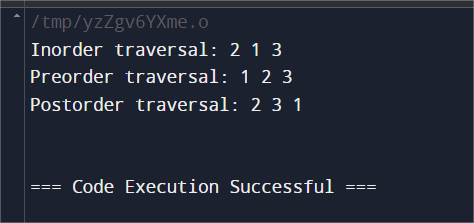 /tmp/yzZgv6YXme.o
Inorder traversal: 2 1 3
Preorder traversal: 1 2 3
Postorder traversal: 2 3 1
=== Code Execution Successful ===